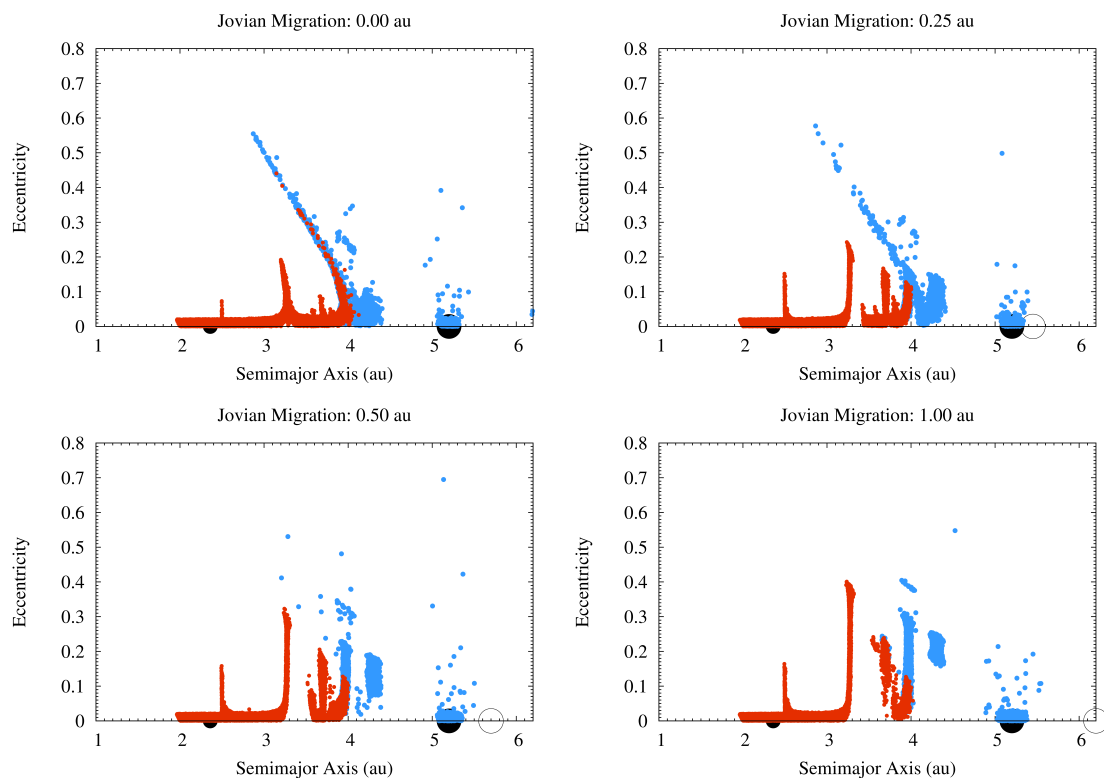 Jovian Migration: 0.00 au
0.8
0.7
0.6
0.5
0.4
0.3
0.2
0.1
0
Eccentricity
1 2 3 4 5 6
Semimajor Axis (au)
Jovian Migration: 0.25 au
0.8
0.7
0.6
0.5
0.4
0.3
0.2
0.1
0
Eccentricity
1 2 3 4 5 6
Semimajor Axis (au)
Jovian Migration: 0.50 au
0.8
0.7
0.6
0.5
0.4
0.3
0.2
0.1
0
Eccentricity
1 2 3 4 5 6
Semimajor Axis (au)
Jovian Migration: 1.00 au
0.8
0.7
0.6
0.5
0.4
0.3
0.2
0.1
0
Eccentricity
1 2 3 4 5 6
Semimajor Axis (au)